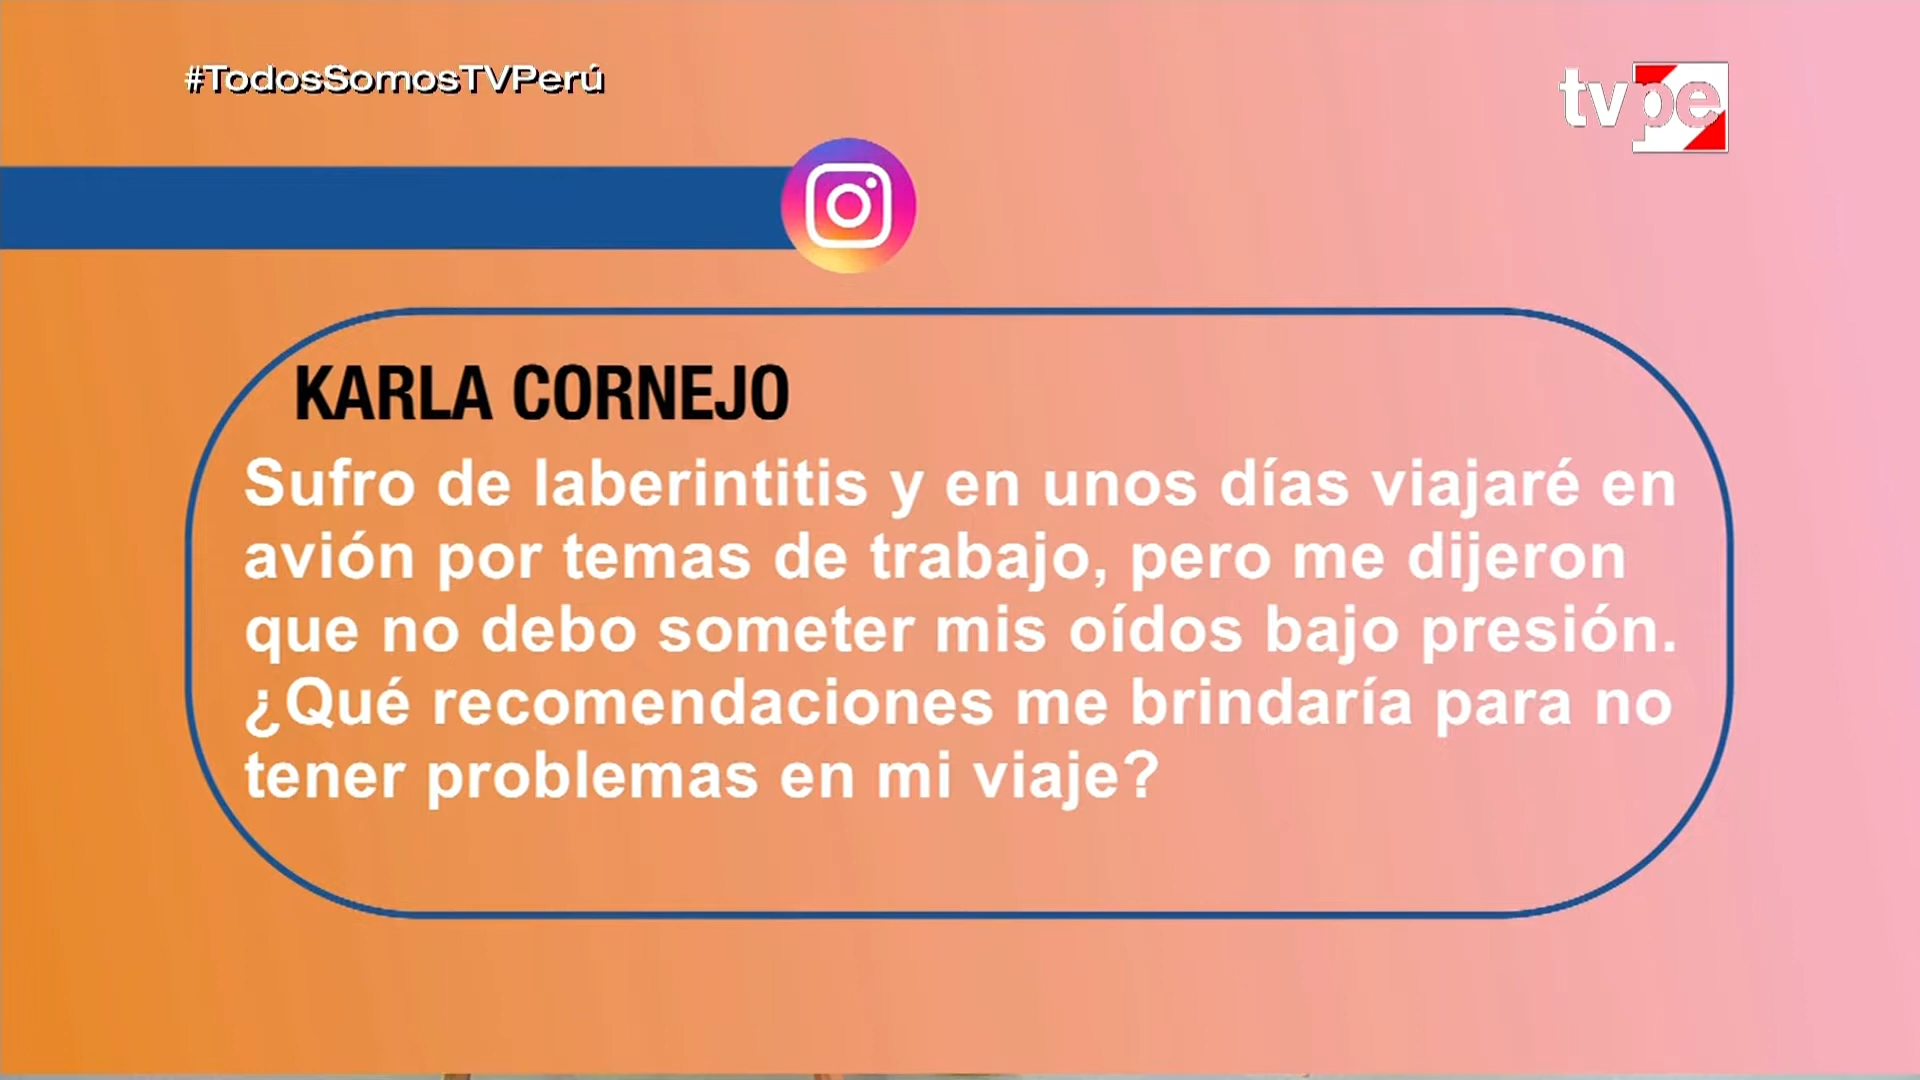 #TodosSomosTVPerú
tvpe
KARLA CORNEJO
Sufro de laberintitis y en unos días viajaré en
avión por temas de trabajo, pero me dijeron
que no debo someter mis oídos bajo presión.
¿Qué recomendaciones me brindaría para no
tener problemas en mi viaje?